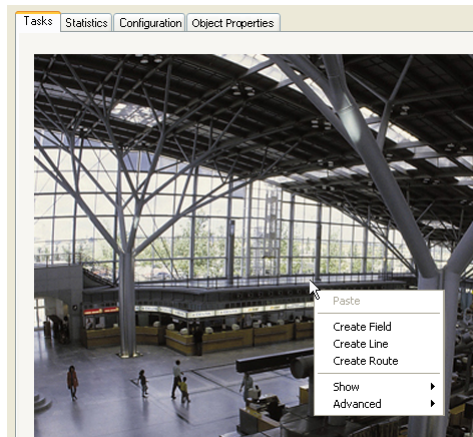 Tasks Statistics Configuration Object Properties
Paste
Create Field
Create Line
Create Route
Show
Advanced